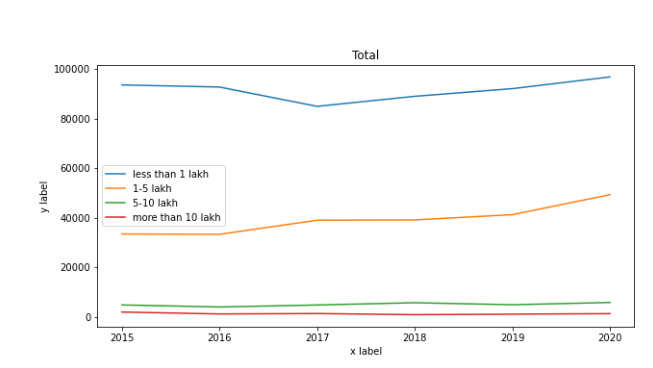 Total
100000
80000
60000
40000
20000
0
y label
less than 1 lakh
1-5 lakh
5-10 lakh
more than 10 lakh
2015 2016 2017 2018 2019 2020
x label